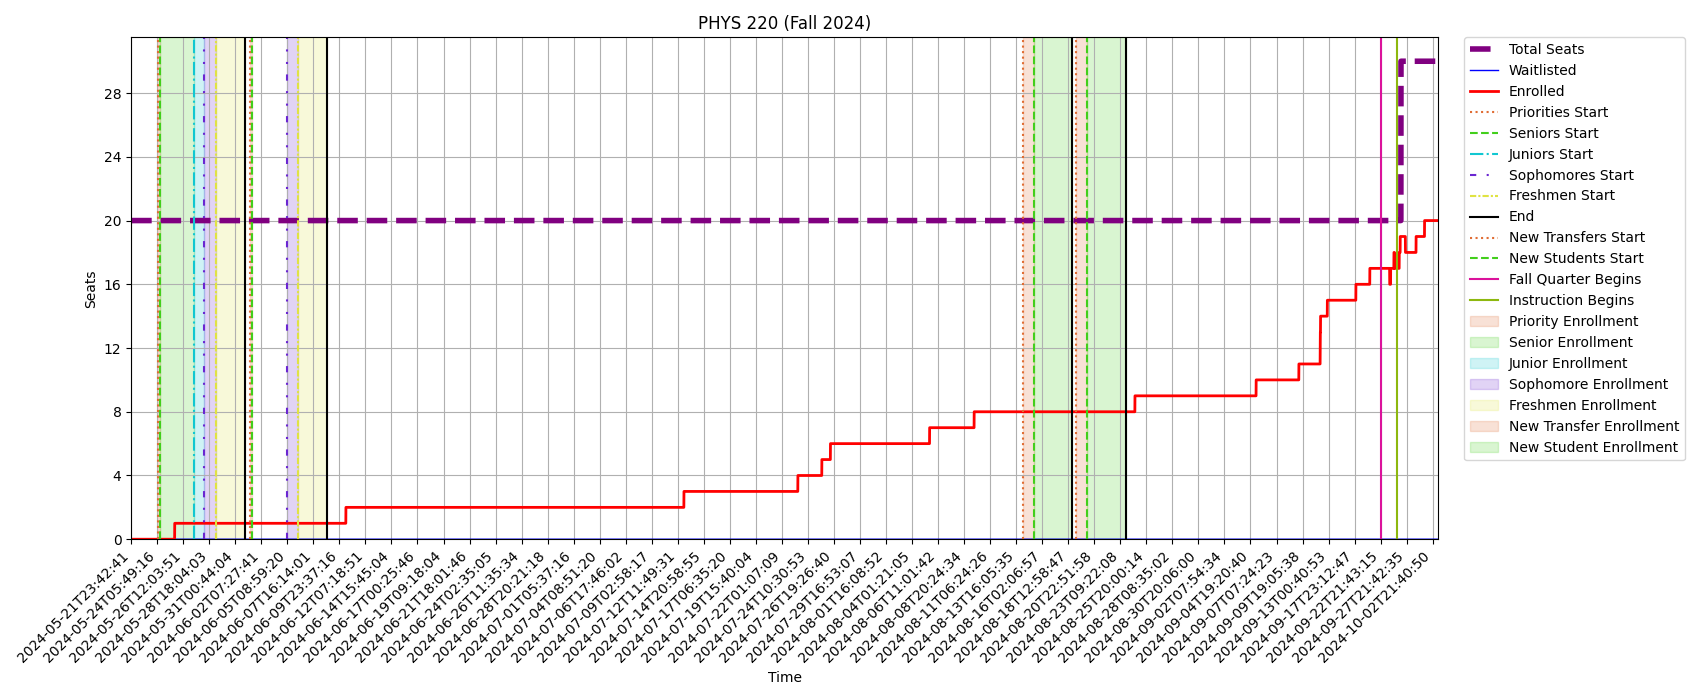 PHYS 220 (Fall 2024)
Seats
28
24
20
16
12
8
4
0
2024-05-21T23:42:41
2024-05-24T05:49:16
2024-05-26T12:03:51
2024-05-28T18:04:03
2024-05-31T00:44:04
2024-06-02T07:27:41
2024-06-05T08:59:20
2024-06-07T16:14:01
2024-06-09T23:37:16
2024-06-12T07:18:51
2024-06-14T15:45:04
2024-06-17T00:25:46
2024-06-19T09:18:04
2024-06-21T18:01:46
2024-06-24T02:35:05
2024-06-26T11:35:34
2024-06-28T20:21:18
2024-07-01T05:37:16
2024-07-04T08:51:20
2024-07-06T17:46:02
2024-07-09T02:58:17
2024-07-12T11:49:31
2024-07-14T20:58:55
2024-07-17T06:35:20
2024-07-19T15:40:04
2024-07-22T01:07:09
2024-07-24T10:30:53
2024-07-26T19:26:40
2024-07-29T16:53:07
2024-08-01T16:08:52
2024-08-04T01:21:05
2024-08-06T11:01:42
2024-08-08T20:24:34
2024-08-11T06:24:26
2024-08-13T16:05:35
2024-08-16T02:06:57
2024-08-18T12:58:47
2024-08-20T22:51:58
2024-08-23T09:22:08
2024-08-25T20:00:14
2024-08-28T08:35:02
2024-08-30T20:06:00
2024-09-02T07:54:34
2024-09-04T19:20:40
2024-09-07T07:24:23
2024-09-09T19:05:38
2024-09-13T00:40:53
2024-09-17T23:12:47
2024-09-22T21:43:15
2024-09-27T21:42:35
2024-10-02T21:40:50
Time
Total Seats
Waitlisted
Enrolled
Priorities Start
Seniors Start
Juniors Start
Sophomores Start
Freshmen Start
End
New Transfers Start
New Students Start
Fall Quarter Begins
Instruction Begins
Priority Enrollment
Senior Enrollment
Junior Enrollment
Sophomore Enrollment
Freshmen Enrollment
New Transfer Enrollment
New Student Enrollment